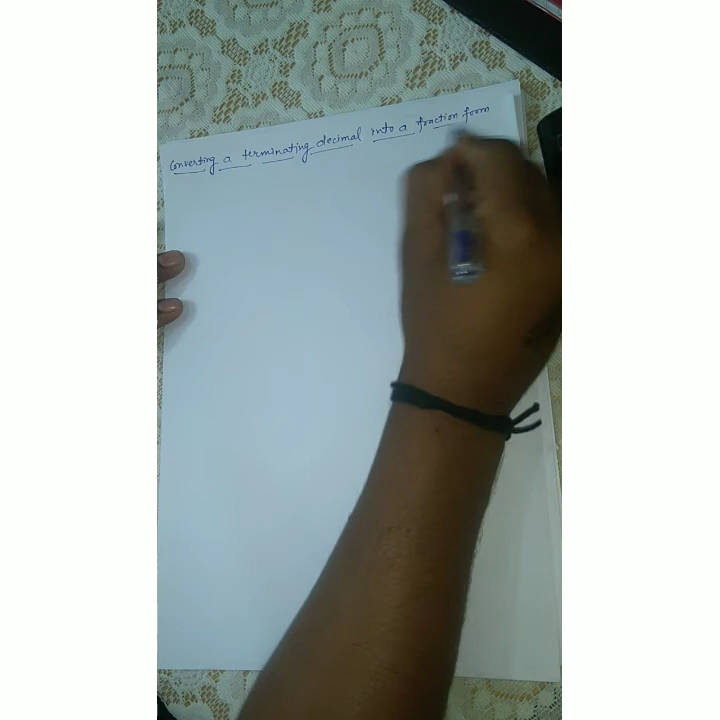 Converting a terminating decimal into a fraction form